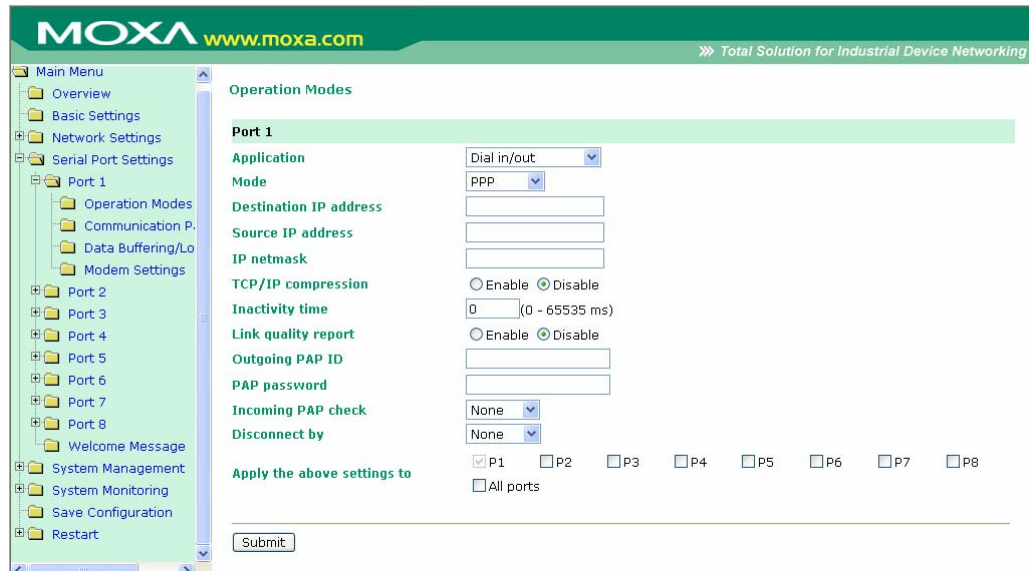 MOXA www.moxa.com
Total Solution for Industrial Device Networking
Main Menu
Overview
Basic Settings
Network Settings
Serial Port Settings
Port 1
Operation Modes
Communication P
Data Buffering/Lo
Modem Settings
Port 2
Port 3
Port 4
Port 5
Port 6
Port 7
Port 8
Welcome Message
System Management
System Monitoring
Save Configuration
Restart
Operation Modes
Port 1
Application Dial in/out
Mode PPP
Destination IP address
Source IP address
IP netmask
TCP/IP compression Enable Disable
Inactivity time 0 (0 - 65535 ms)
Link quality report Enable Disable
Outgoing PAP ID
PAP password
Incoming PAP check None
Disconnect by None
Apply the above settings to P1 P2 P3 P4 P5 P6 P7 P8
All ports
Submit